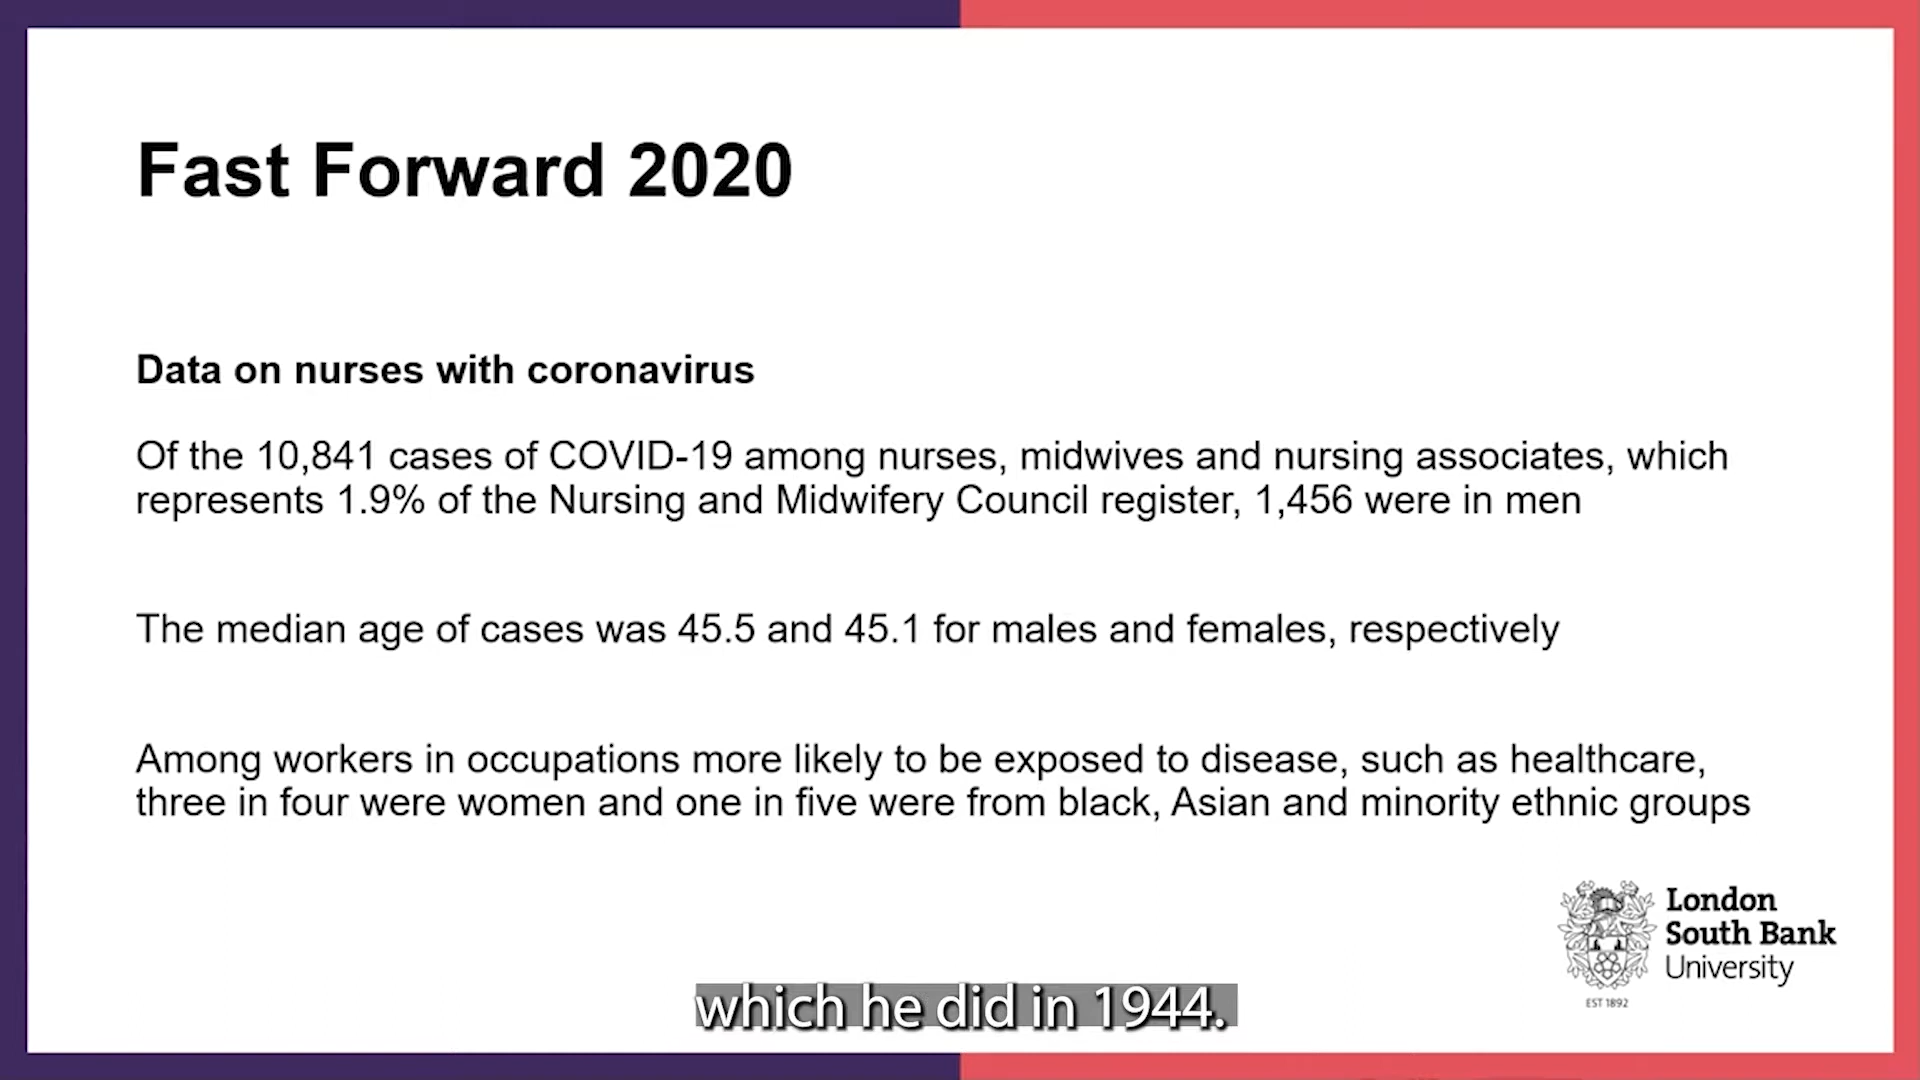 Fast Forward 2020
Data on nurses with coronavirus
Of the 10,841 cases of COVID-19 among nurses, midwives and nursing associates, which
represents 1.9% of the Nursing and Midwifery Council register, 1,456 were in men
The median age of cases was 45.5 and 45.1 for males and females, respectively
Among workers in occupations more likely to be exposed to disease, such as healthcare,
three in four were women and one in five were from black, Asian and minority ethnic groups
London
South Bank
University
EST 1892
which he did in 1944.